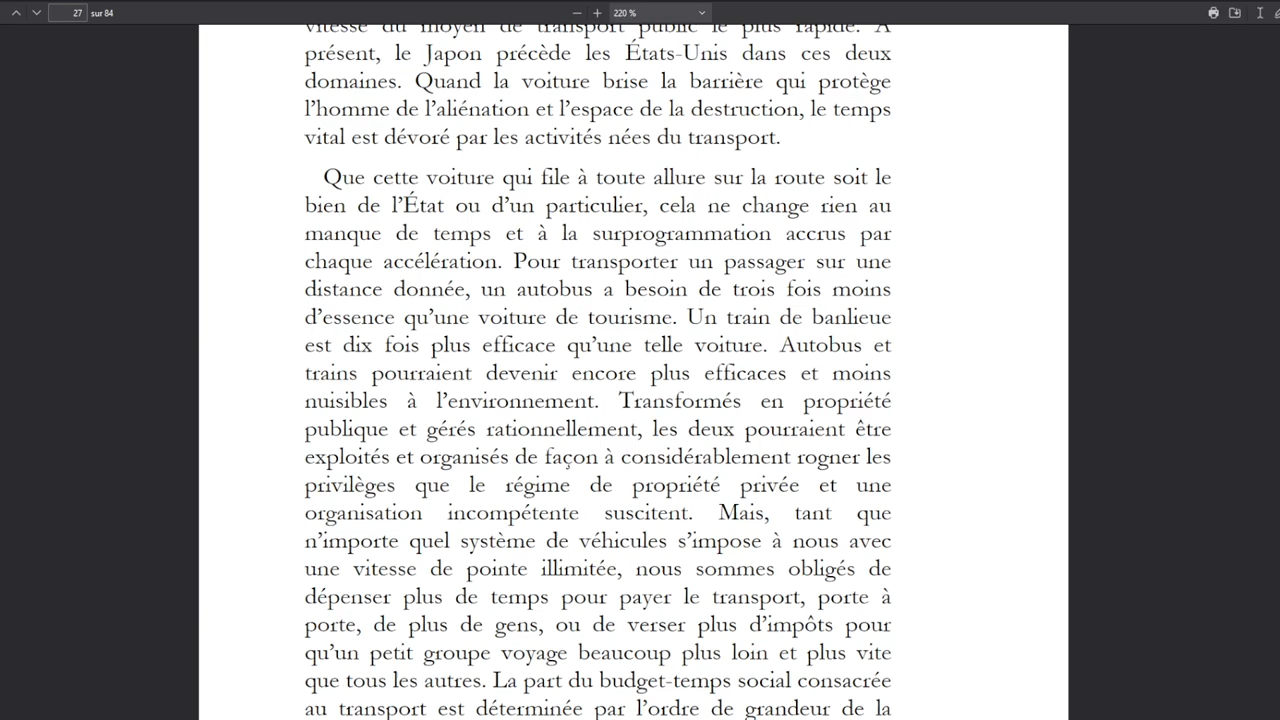 27 sur 84 220 %
vitesse du moyen de transport public le plus rapide. À
présent, le Japon précède les États-Unis dans ces deux
domaines. Quand la voiture brise la barrière qui protège
l’homme de l’aliénation et l’espace de la destruction, le temps
vital est dévoré par les activités nées du transport.
Que cette voiture qui file à toute allure sur la route soit le
bien de l’État ou d’un particulier, cela ne change rien au
manque de temps et à la surprogrammation accrus par
chaque accélération. Pour transporter un passager sur une
distance donnée, un autobus a besoin de trois fois moins
d’essence qu’une voiture de tourisme. Un train de banlieue
est dix fois plus efficace qu’une telle voiture. Autobus et
trains pourraient devenir encore plus efficaces et moins
nuisibles à l’environnement. Transformés en propriété
publique et gérés rationnellement, les deux pourraient être
exploités et organisés de façon à considérablement rogner les
privilèges que le régime de propriété privée et une
organisation incompétente suscitent. Mais, tant que
n’importe quel système de véhicules s’impose à nous avec
une vitesse de pointe illimitée, nous sommes obligés de
dépenser plus de temps pour payer le transport, porte à
porte, de plus de gens, ou de verser plus d’impôts pour
qu’un petit groupe voyage beaucoup plus loin et plus vite
que tous les autres. La part du budget-temps social consacrée
au transport est déterminée par l’ordre de grandeur de la